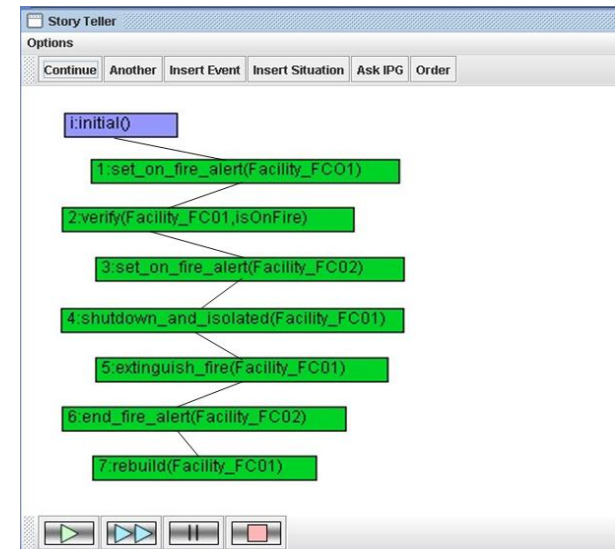 Story Teller
Options
Continue Another Insert Event Insert Situation Ask IPG Order
i:initial()
1:set_on_fire_alert(Facility_FCO1)
2:verify(Facility_FC01,isOnFire)
3:set_on_fire_alert(Facility_FC02)
4:shutdown_and_isolated(Facility_FC01)
5:extinguish_fire(Facility_FC01)
6:end_fire_alert(Facility_FC02)
7:rebuild(Facility_FC01)